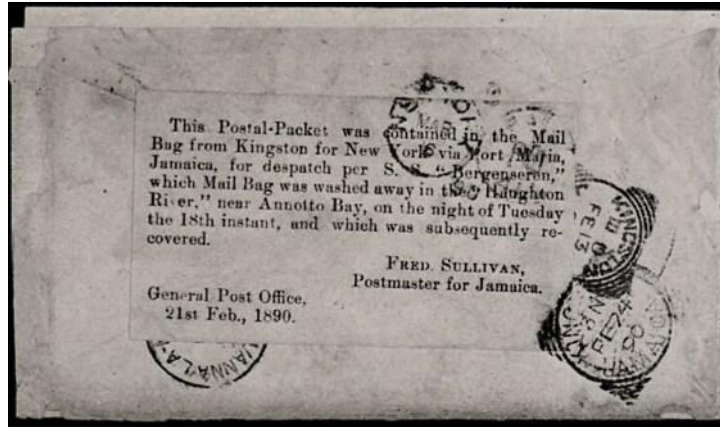 This Postal-Packet was contained in the Mail
Bag from Kingston for New York via Port Maria,
Jamaica, for despatch per S. S. "Bergenseren,"
which Mail Bag was washed away in the "Haughton
River," near Annotto Bay, on the night of Tuesday
the 18th instant, and which was subsequently re-
covered.
FRED. SULLIVAN,
Postmaster for Jamaica.
General Post Office,
21st Feb., 1890.
KINGSTON
FE 13
FE 24
90